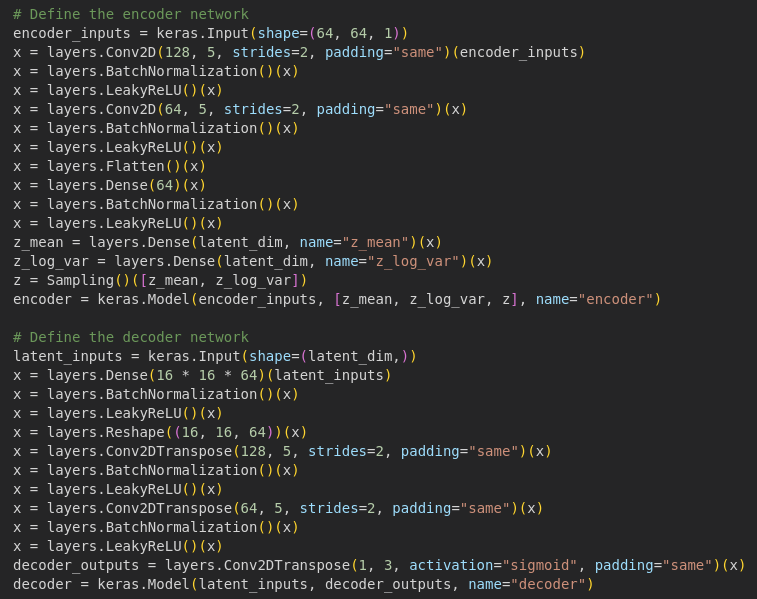 # Define the encoder network
encoder_inputs = keras.Input(shape=(64, 64, 1))
x = layers.Conv2D(128, 5, strides=2, padding="same")(encoder_inputs)
x = layers.BatchNormalization()(x)
x = layers.LeakyReLU()(x)
x = layers.Conv2D(64, 5, strides=2, padding="same")(x)
x = layers.BatchNormalization()(x)
x = layers.LeakyReLU()(x)
x = layers.Flatten()(x)
x = layers.Dense(64)(x)
x = layers.BatchNormalization()(x)
x = layers.LeakyReLU()(x)
z_mean = layers.Dense(latent_dim, name="z_mean")(x)
z_log_var = layers.Dense(latent_dim, name="z_log_var")(x)
z = Sampling()([z_mean, z_log_var])
encoder = keras.Model(encoder_inputs, [z_mean, z_log_var, z], name="encoder")

# Define the decoder network
latent_inputs = keras.Input(shape=(latent_dim,))
x = layers.Dense(16 * 16 * 64)(latent_inputs)
x = layers.BatchNormalization()(x)
x = layers.LeakyReLU()(x)
x = layers.Reshape((16, 16, 64))(x)
x = layers.Conv2DTranspose(128, 5, strides=2, padding="same")(x)
x = layers.BatchNormalization()(x)
x = layers.LeakyReLU()(x)
x = layers.Conv2DTranspose(64, 5, strides=2, padding="same")(x)
x = layers.BatchNormalization()(x)
x = layers.LeakyReLU()(x)
decoder_outputs = layers.Conv2DTranspose(1, 3, activation="sigmoid", padding="same")(x)
decoder = keras.Model(latent_inputs, decoder_outputs, name="decoder")